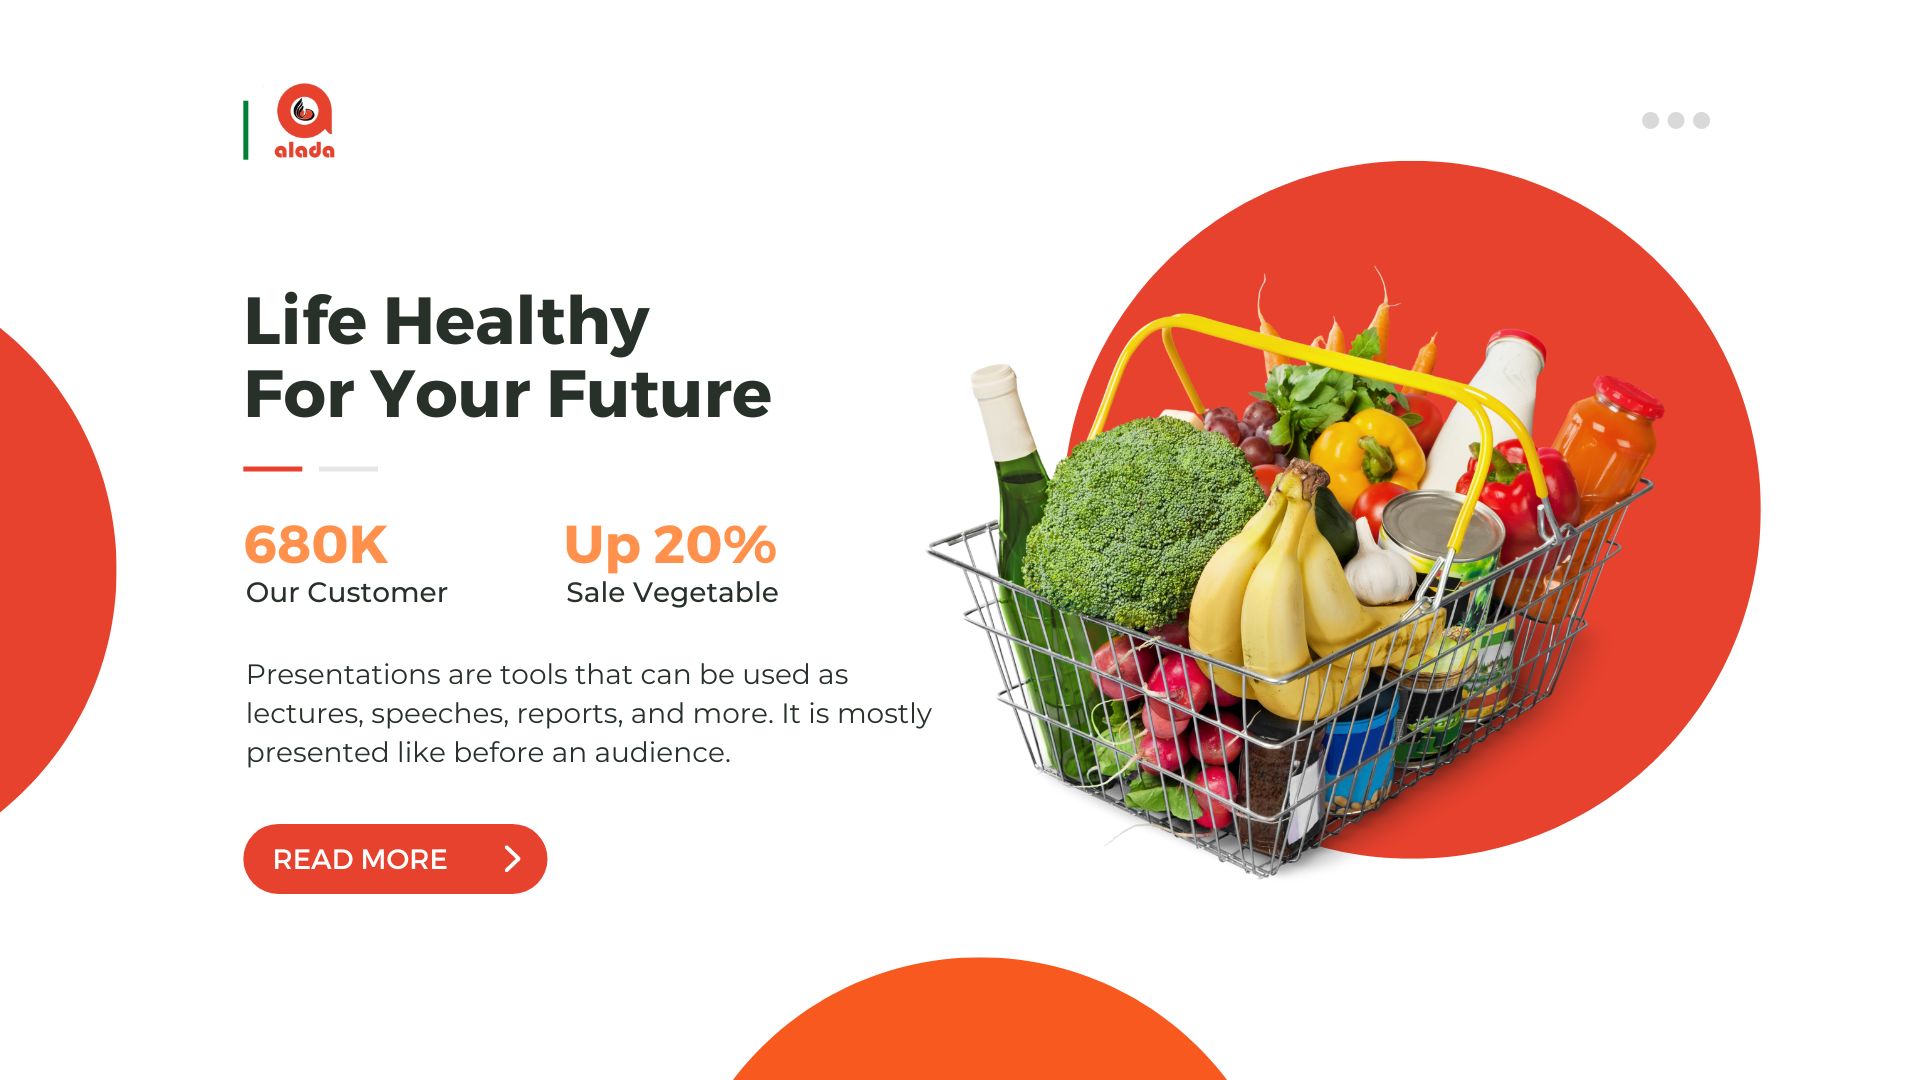 alada
Life Healthy
For Your Future
680K
Our Customer
Up 20%
Sale Vegetable
Presentations are tools that can be used as
lectures, speeches, reports, and more. It is mostly
presented like before an audience.
READ MORE